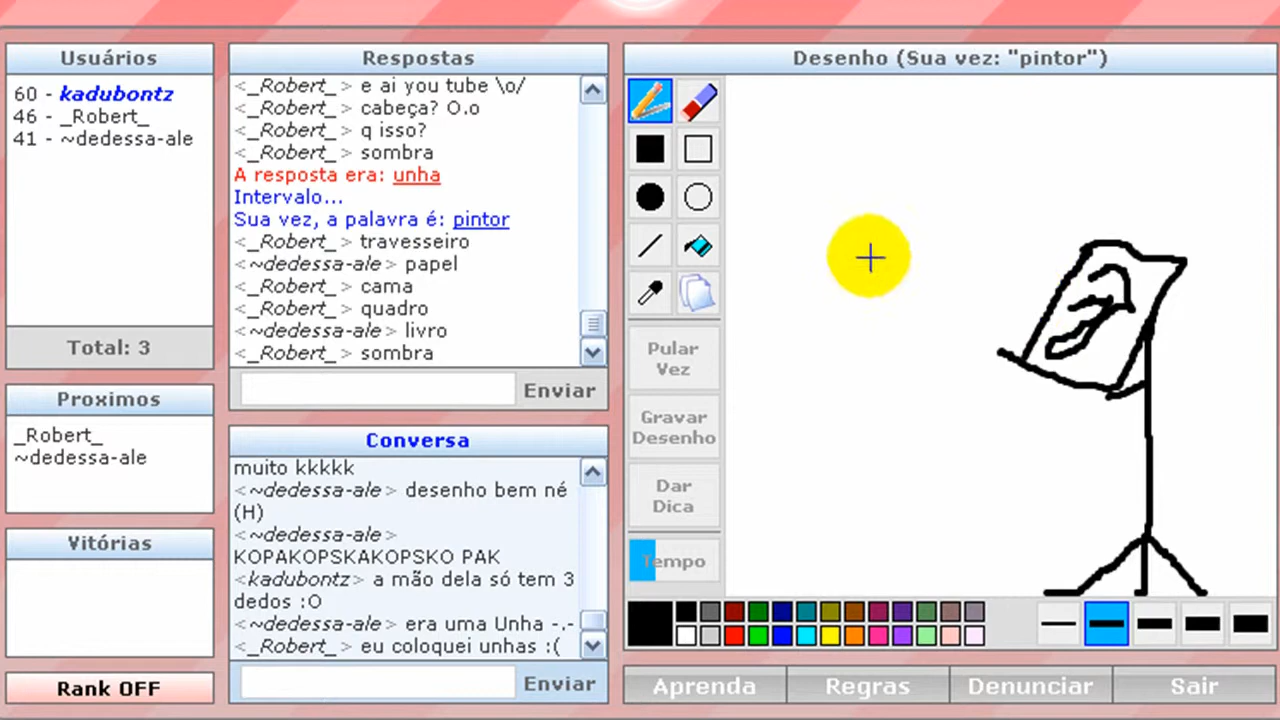 Usuários
60 - kadubontz
46 - _Robert_
41 - ~dedessa-ale
Total: 3
Proximos
_Robert_
~dedessa-ale
Vitórias
Rank OFF
Respostas
<_Robert_> e ai you tube \o/
<_Robert_> cabeça? O.o
<_Robert_> q isso?
<_Robert_> sombra
A resposta era: unha
Intervalo...
Sua vez, a palavra é: pintor
<_Robert_> travesseiro
<~dedessa-ale> papel
<_Robert_> cama
<_Robert_> quadro
<~dedessa-ale> livro
<_Robert_> sombra
Enviar
Conversa
muito kkkkk
<~dedessa-ale> desenho bem né
(H)
<~dedessa-ale>
KOPAKOPSKAKOPSKO PAK
<kadubontz> a mão dela só tem 3
dedos :O
<~dedessa-ale> era uma Unha -.-
<_Robert_> eu coloquei unhas :(
Enviar
Desenho (Sua vez: "pintor")
Pular
Vez
Gravar
Desenho
Dar
Dica
Tempo
Aprenda
Regras
Denunciar
Sair